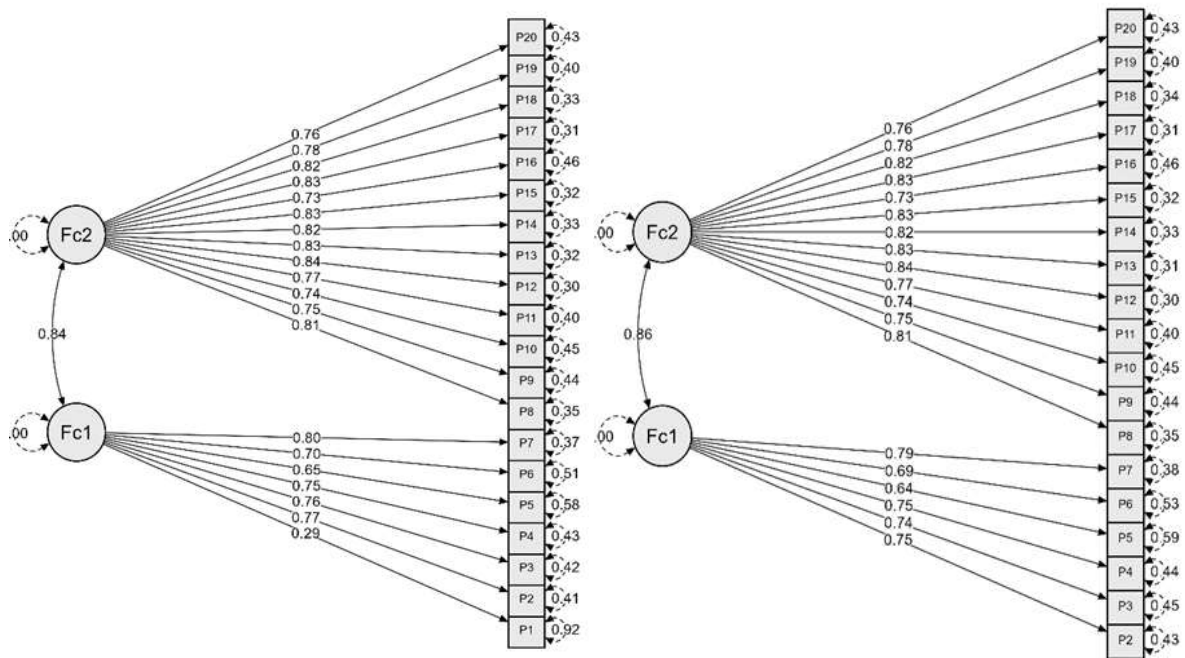 P20 0.43
P19 0.40
P18 0.33
P17 0.31
P16 0.46
P15 0.32
P14 0.33
P13 0.32
P12 0.30
P11 0.40
P10 0.45
P9 0.44
P8 0.35
P7 0.37
P6 0.51
P5 0.58
P4 0.43
P3 0.42
P2 0.41
P1 0.92
0.76
0.78
0.82
0.83
0.73
0.83
0.82
0.83
0.84
0.77
0.74
0.75
0.81
.00 Fc2
0.84
.00 Fc1
0.80
0.70
0.65
0.75
0.76
0.77
0.29
P20 0.43
P19 0.40
P18 0.34
P17 0.31
P16 0.46
P15 0.32
P14 0.33
P13 0.31
P12 0.30
P11 0.40
P10 0.45
P9 0.44
P8 0.35
P7 0.38
P6 0.53
P5 0.59
P4 0.44
P3 0.45
P2 0.43
0.76
0.78
0.82
0.83
0.73
0.83
0.82
0.83
0.84
0.77
0.74
0.75
0.81
.00 Fc2
0.86
.00 Fc1
0.79
0.69
0.64
0.75
0.74
0.75